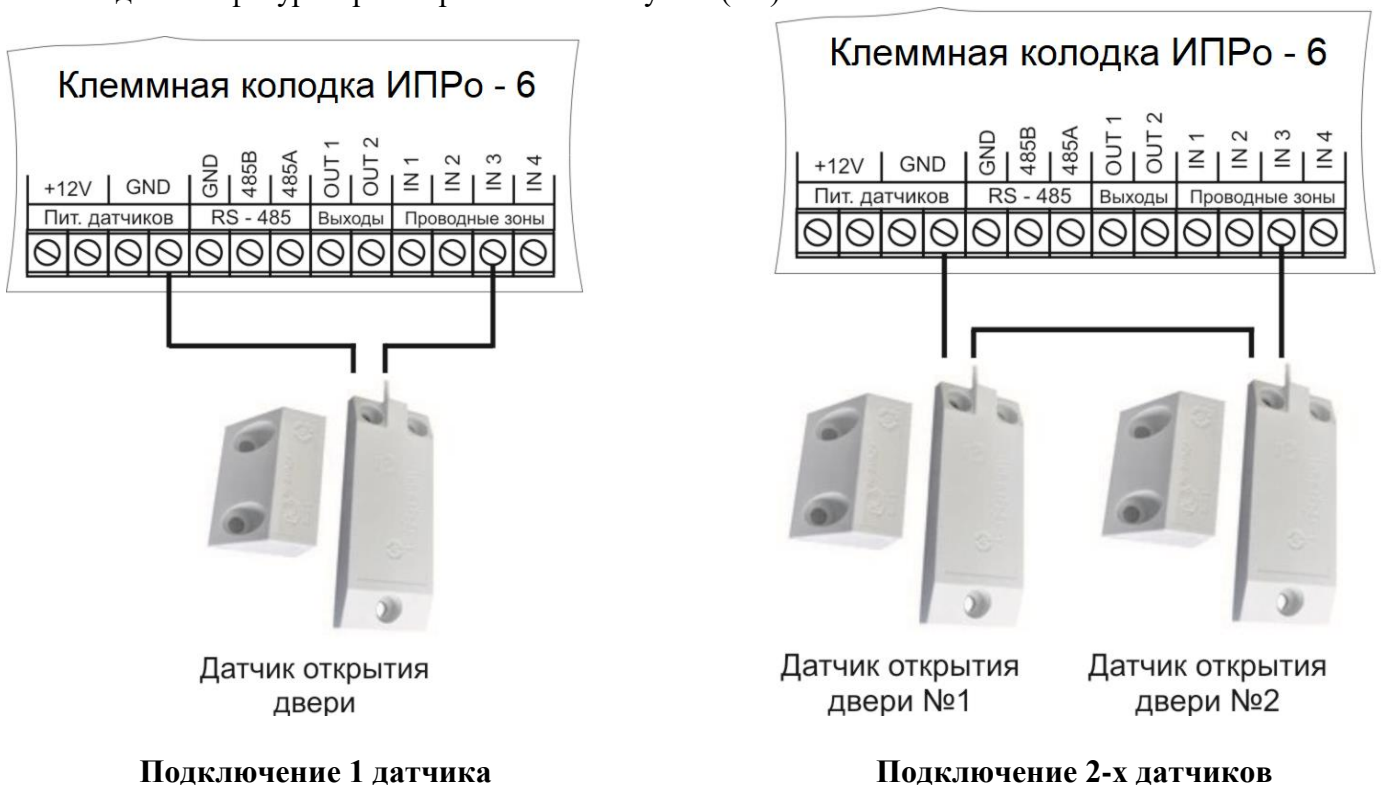 Клеммная колодка ИПРо - 6
+12V GND GND 485B 485A OUT 1 OUT 2 IN 1 IN 2 IN 3 IN 4
Пит. датчиков RS - 485 Выходы Проводные зоны
Датчик открытия
двери
Подключение 1 датчика
Клеммная колодка ИПРо - 6
+12V GND GND 485B 485A OUT 1 OUT 2 IN 1 IN 2 IN 3 IN 4
Пит. датчиков RS - 485 Выходы Проводные зоны
Датчик открытия
двери №1
Датчик открытия
двери №2
Подключение 2-х датчиков